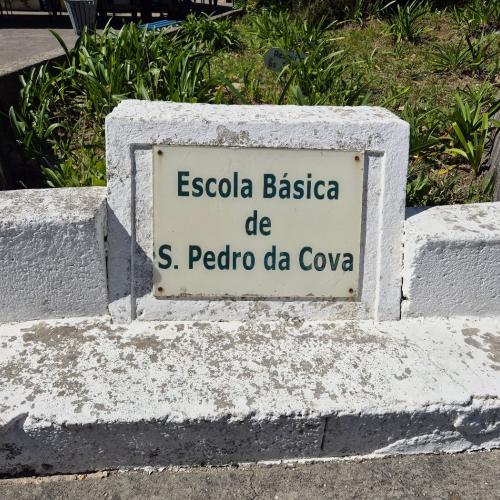 Escola Básica
de
S. Pedro da Cova